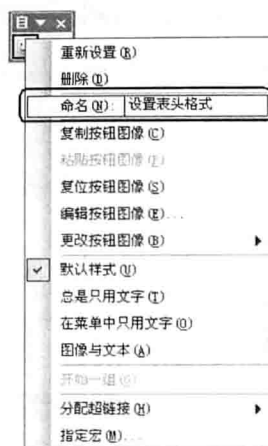 自
重新设置(R)
删除(D)
命名(N): 设置表头格式
复制按钮图像(C)
粘贴按钮图像(P)
复位按钮图像(S)
编辑按钮图像(E)...
更改按钮图像(B)
默认样式(U)
总是只用文字(T)
在菜单中只用文字(O)
图像与文本(A)
开始一组(G)
分配超链接(H)
指定宏(M)...